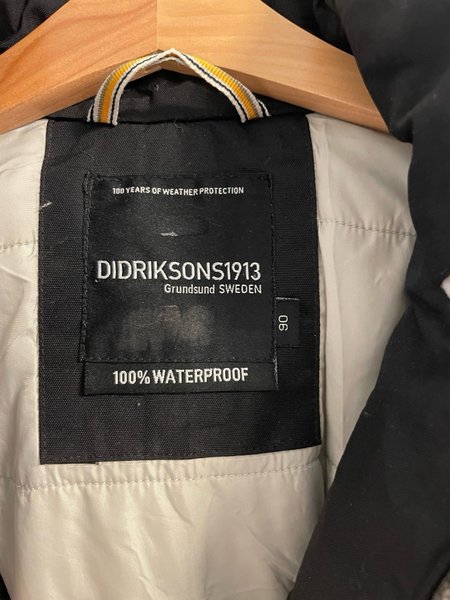 100 YEARS OF WEATHER PROTECTION
DIDRIKSONS1913
Grundsund SWEDEN
90
100% WATERPROOF